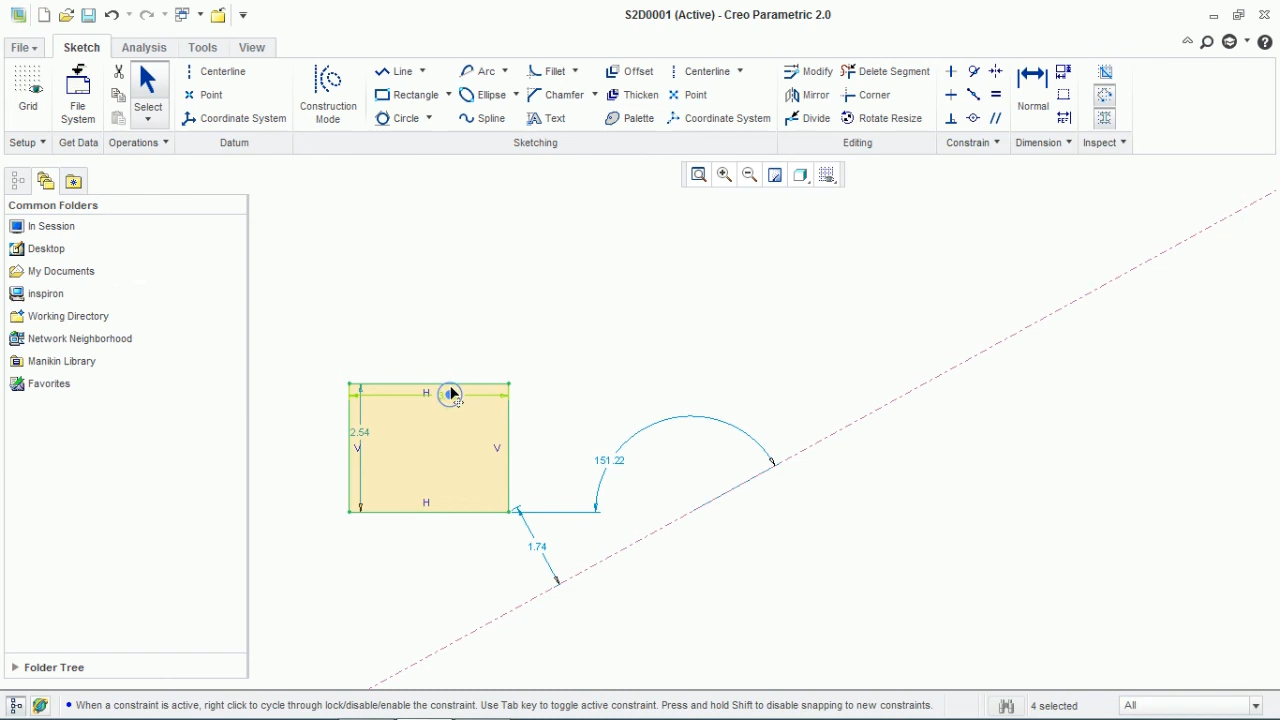 S2D0001 (Active) - Creo Parametric 2.0
File Sketch Analysis Tools View
Grid
File System
Select
Centerline
Point
Coordinate System
Construction Mode
Line Arc Fillet Offset Centerline
Rectangle Ellipse Chamfer Thicken Point
Circle Spline Text Palette Coordinate System
Modify Delete Segment
Mirror Corner
Divide Rotate Resize
Normal
Setup Get Data Operations Datum Sketching Editing Constrain Dimension Inspect
Common Folders
In Session
Desktop
My Documents
inspiron
Working Directory
Network Neighborhood
Manikin Library
Favorites
H
2.54
V V
H
151.22
1.74
Folder Tree
When a constraint is active, right click to cycle through lock/disable/enable the constraint. Use Tab key to toggle active constraint. Press and hold Shift to disable snapping to new constraints.
4 selected
All